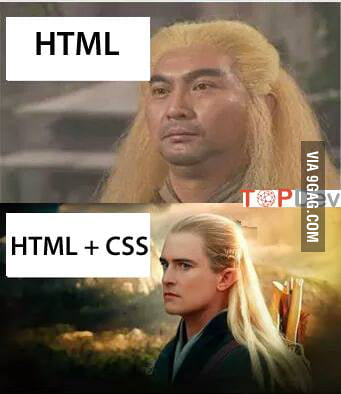 HTML
TOPDev
VIA 9GAG.COM
HTML + CSS